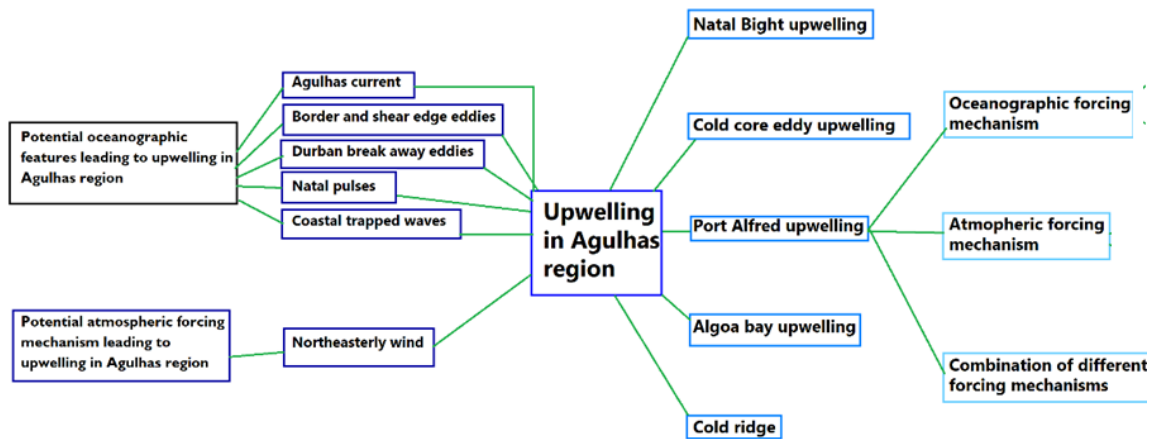 Potential oceanographic
features leading to upwelling in
Agulhas region
Potential atmospheric forcing
mechanism leading to
upwelling in Agulhas region
Agulhas current
Border and shear edge eddies
Durban break away eddies
Natal pulses
Coastal trapped waves
Northeasterly wind
Upwelling
in Agulhas
region
Natal Bight upwelling
Cold core eddy upwelling
Port Alfred upwelling
Algoa bay upwelling
Cold ridge
Oceanographic forcing
mechanism
Atmopheric forcing
mechanism
Combination of different
forcing mechanisms